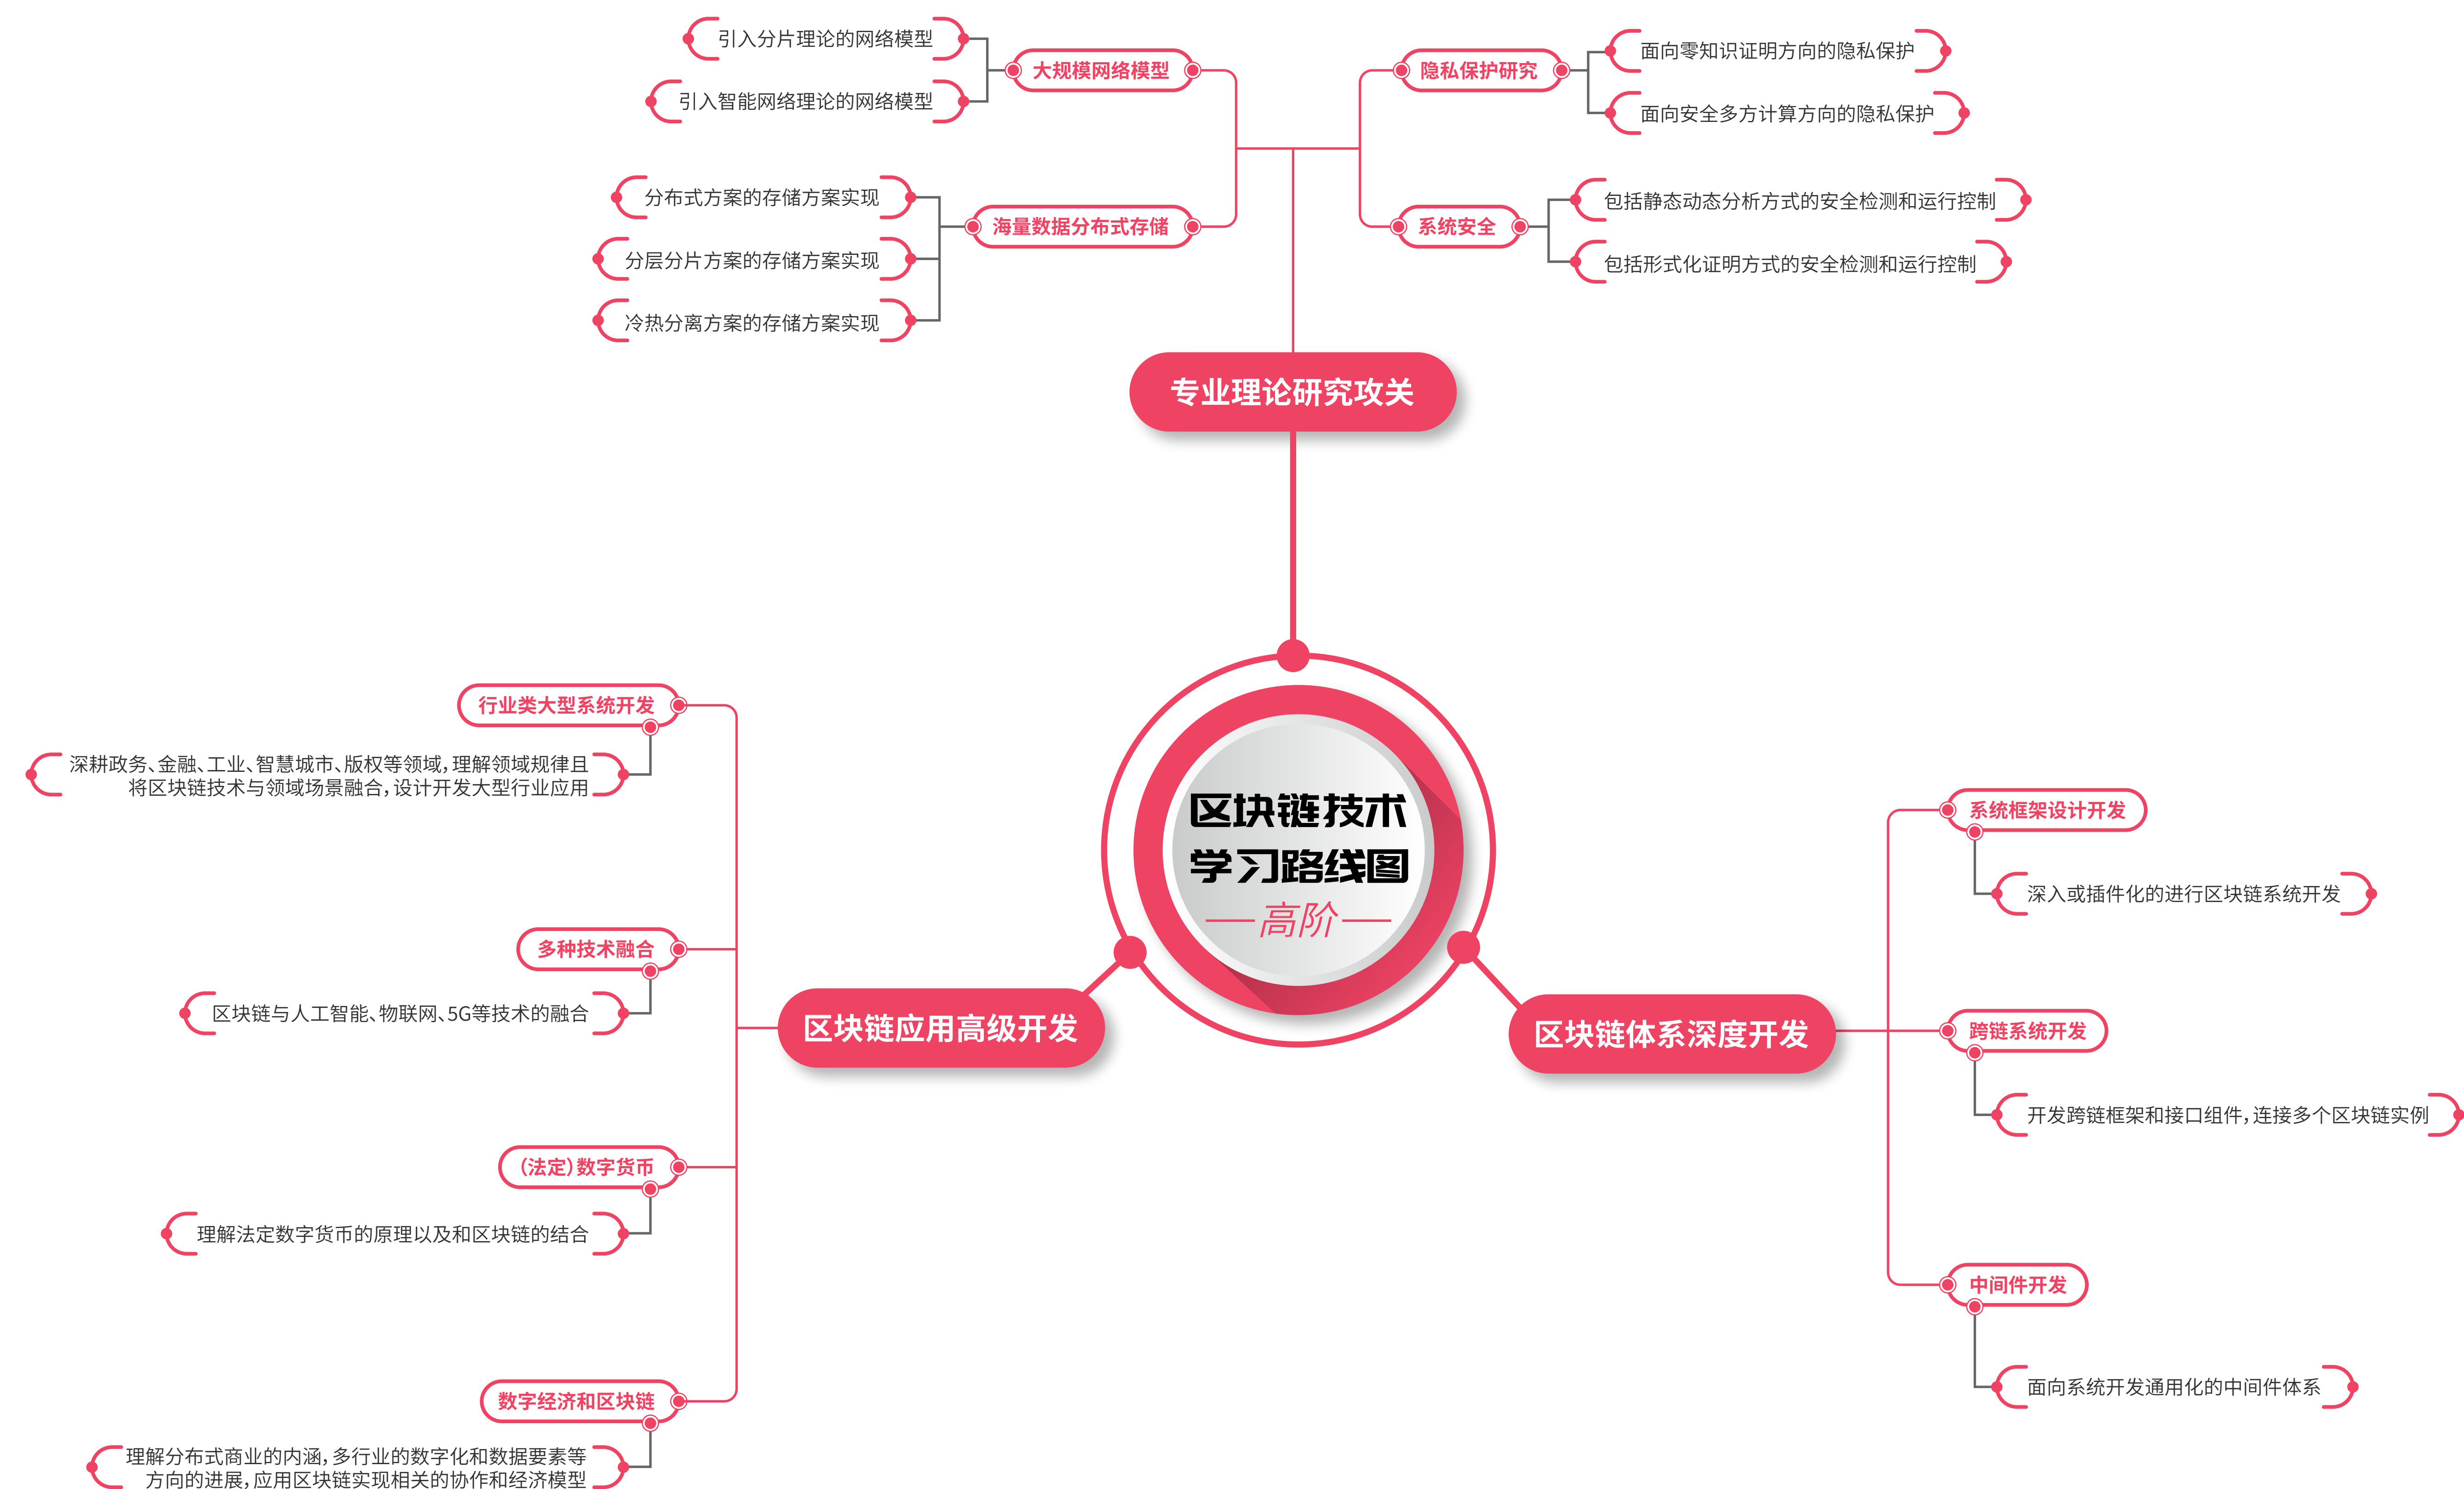 引入分片理论的网络模型
大规模网络模型
引入智能网络理论的网络模型
隐私保护研究
面向零知识证明方向的隐私保护
面向安全多方计算方向的隐私保护
分布式方案的存储方案实现
海量数据分布式存储
分层分片方案的存储方案实现
冷热分离方案的存储方案实现
系统安全
包括静态动态分析方式的安全检测和运行控制
包括形式化证明方式的安全检测和运行控制
专业理论研究攻关
区块链技术
学习路线图
高阶
行业类大型系统开发
深耕政务、金融、工业、智慧城市、版权等领域，理解领域规律且
将区块链技术与领域场景融合，设计开发大型行业应用
多种技术融合
区块链与人工智能、物联网、5G等技术的融合
区块链应用高级开发
（法定）数字货币
理解法定数字货币的原理以及和区块链的结合
数字经济和区块链
理解分布式商业的内涵，多行业的数字化和数据要素等
方向的进展，应用区块链实现相关的协作和经济模型
区块链体系深度开发
系统框架设计开发
深入或插件化的进行区块链系统开发
跨链系统开发
开发跨链框架和接口组件，连接多个区块链实例
中间件开发
面向系统开发通用化的中间件体系